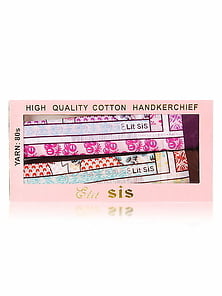 HIGH QUALITY COTTON HANDKERCHIEF
YARN: 80s
Lit SiS
Lit SiS
sis